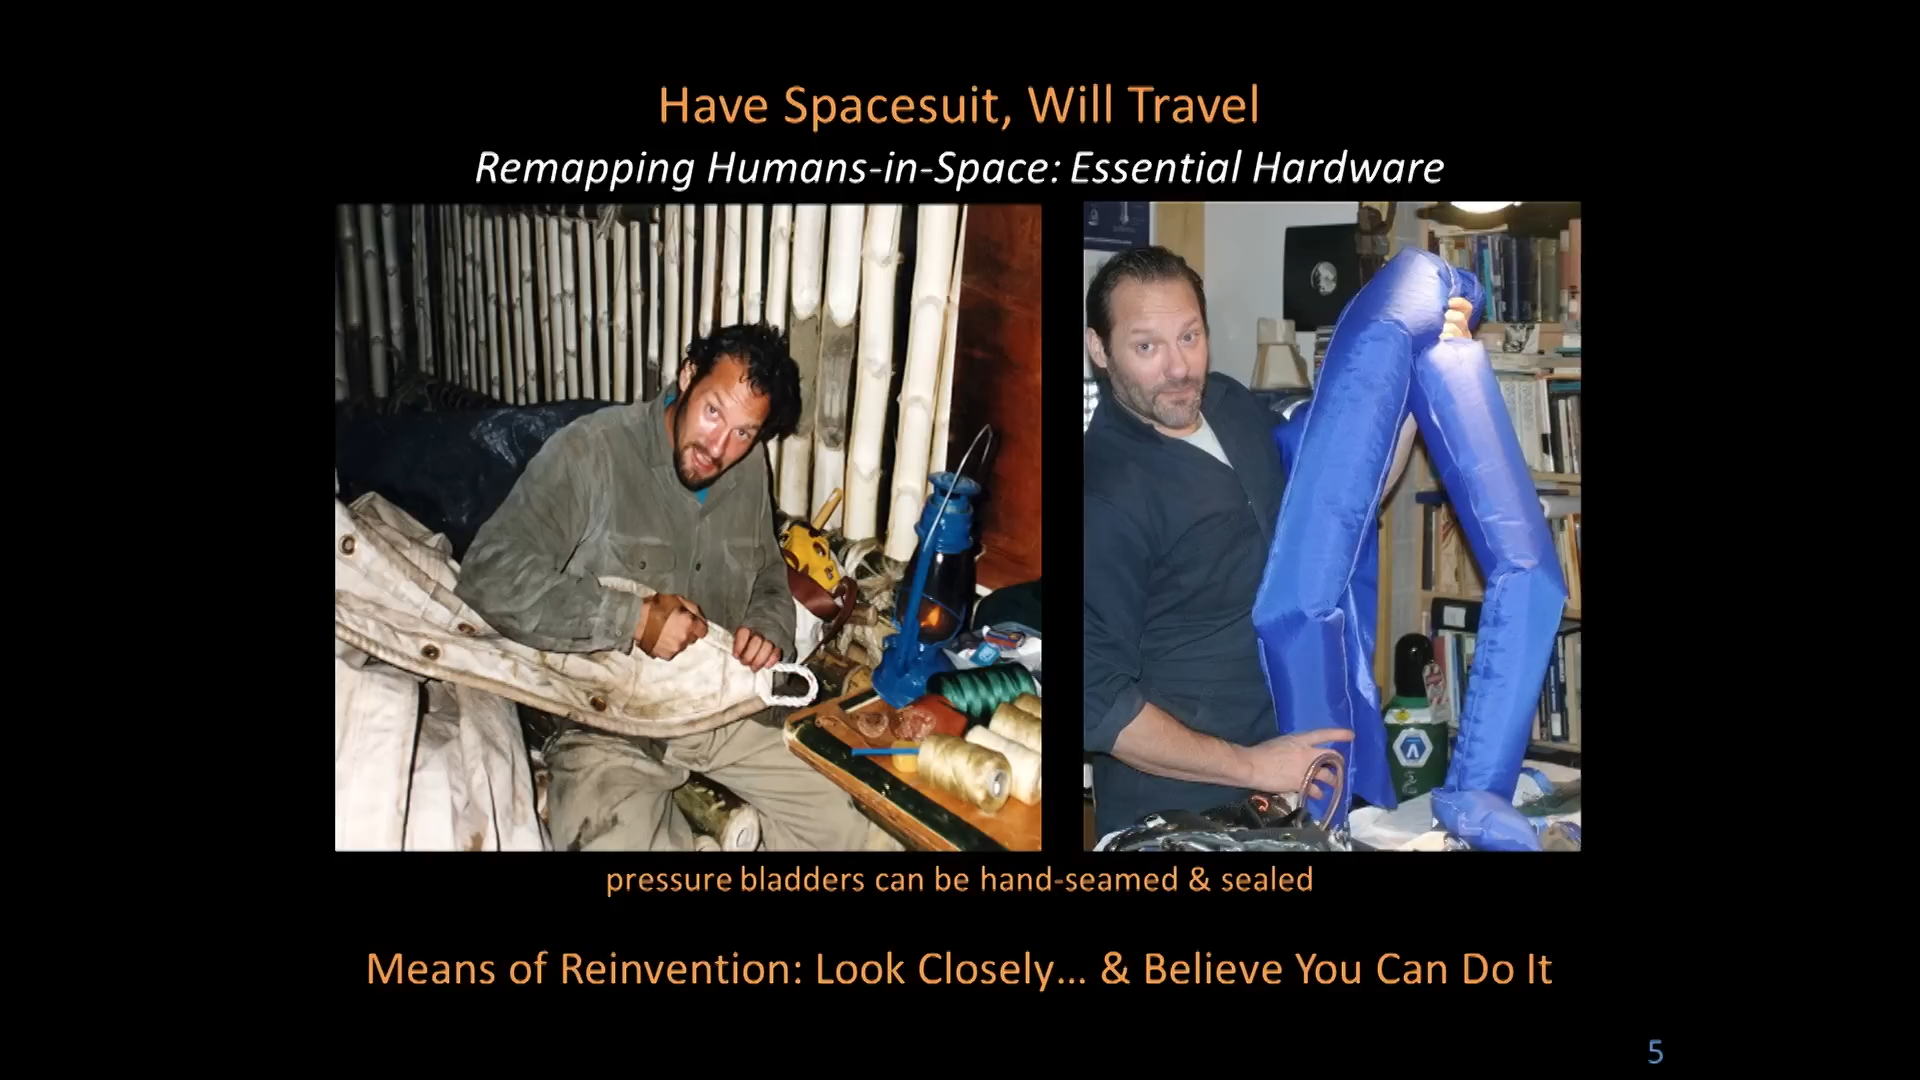 Have Spacesuit, Will Travel
Remapping Humans-in-Space: Essential Hardware
pressure bladders can be hand-seamed & sealed
Means of Reinvention: Look Closely... & Believe You Can Do It
5